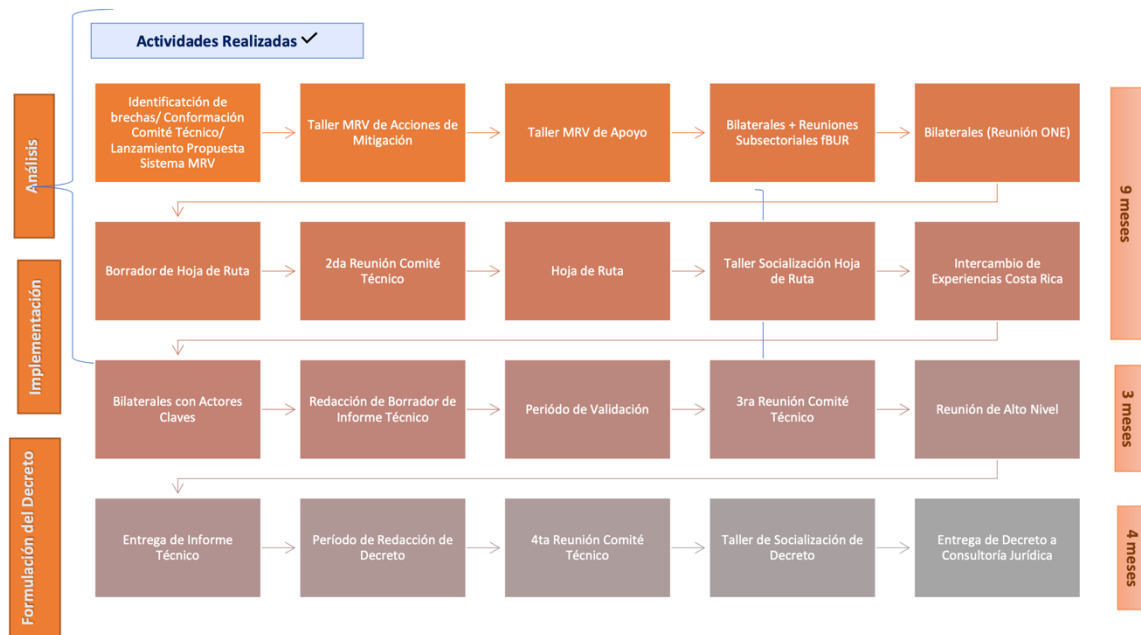 Actividades Realizadas ✓
Análisis
Identificatción de
brechas/ Conformación
Comité Técnico/
Lanzamiento Propuesta
Sistema MRV
Taller MRV de Acciones de
Mitigación
Taller MRV de Apoyo
Bilaterales + Reuniones
Subsectoriales fBUR
Bilaterales (Reunión ONE)
9 meses
Borrador de Hoja de Ruta
2da Reunión Comité
Técnico
Hoja de Ruta
Taller Socialización Hoja
de Ruta
Intercambio de
Experiencias Costa Rica
Implementación
Bilaterales con Actores
Claves
Redacción de Borrador de
Informe Técnico
Periódo de Validación
3ra Reunión Comité
Técnico
Reunión de Alto Nivel
3 meses
Formulación del Decreto
Entrega de Informe
Técnico
Período de Redacción de
Decreto
4ta Reunión Comité
Técnico
Taller de Socialización de
Decreto
Entrega de Decreto a
Consultoría Jurídica
4 meses